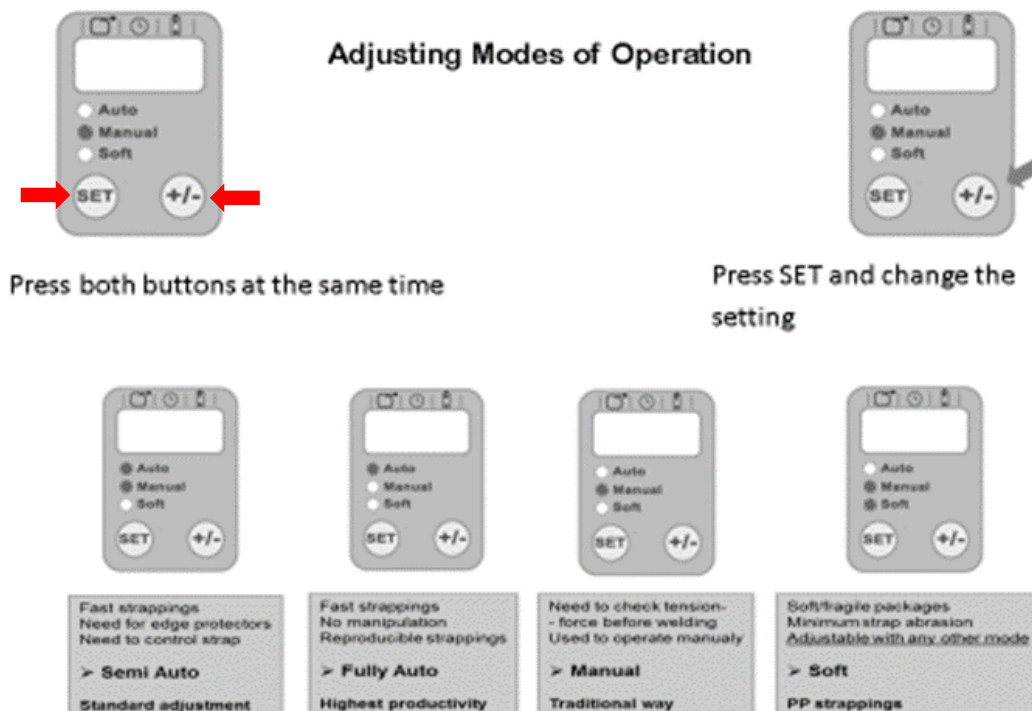 Adjusting Modes of Operation
Auto
Manual
Soft
SET +/-
Auto
Manual
Soft
SET +/-
Press both buttons at the same time
Press SET and change the
setting
Auto
Manual
Soft
SET +/-
Auto
Manual
Soft
SET +/-
Auto
Manual
Soft
SET +/-
Auto
Manual
Soft
SET +/-
Fast strappings
Need for edge protectors
Need to control strap
➢ Semi Auto
Standard adjustment
Fast strappings
No manipulation
Reproducible strappings
➢ Fully Auto
Highest productivity
Need to check tension-
- force before welding
Used to operate manualy
➢ Manual
Traditional way
Soft/fragile packages
Minimum strap abrasion
Adjustable with any other mode
➢ Soft
PP strappings